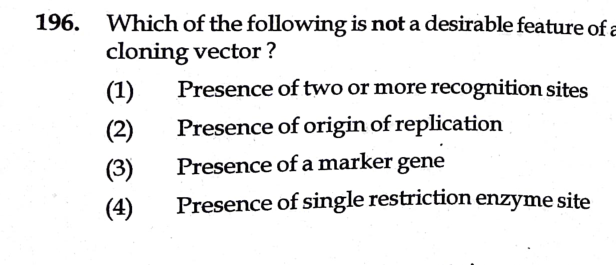 196. Which of the following is not a desirable feature of a
cloning vector ?
(1) Presence of two or more recognition sites
(2) Presence of origin of replication
(3) Presence of a marker gene
(4) Presence of single restriction enzyme site